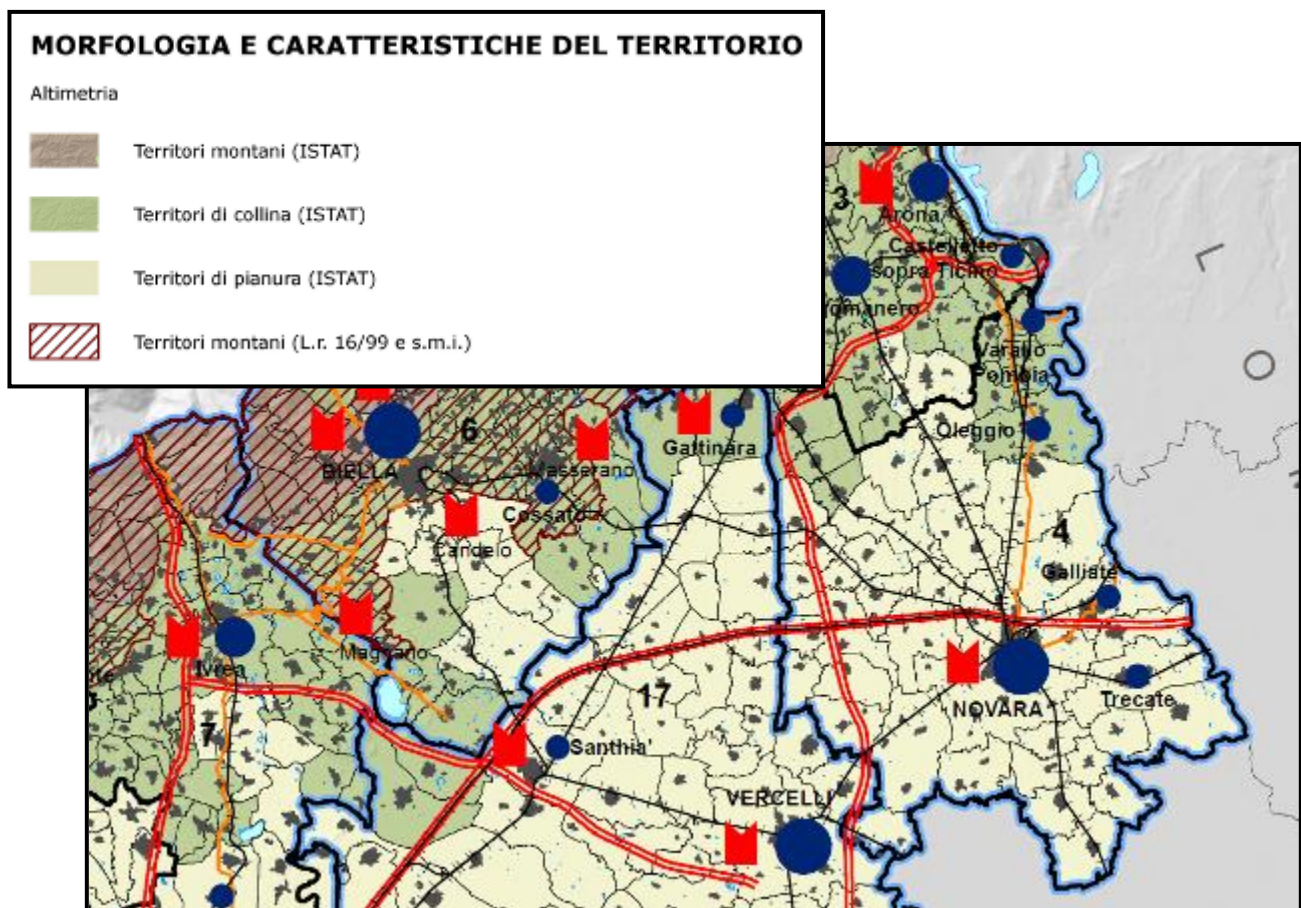 MORFOLOGIA E CARATTERISTICHE DEL TERRITORIO
Altimetria
Territori montani (ISTAT)
Territori di collina (ISTAT)
Territori di pianura (ISTAT)
Territori montani (L.r. 16/99 e s.m.i.)
3
Arona
Castelletto
sopra Ticino
omanero
L
Varallo
Pombia
O
6
Gattinara
Oleggio
BIELLA
Masserano
Cossato
Candelo
4
Galliate
Magnano
Ivrea
17
Trecate
NOVARA
7
Santhia'
VERCELLI